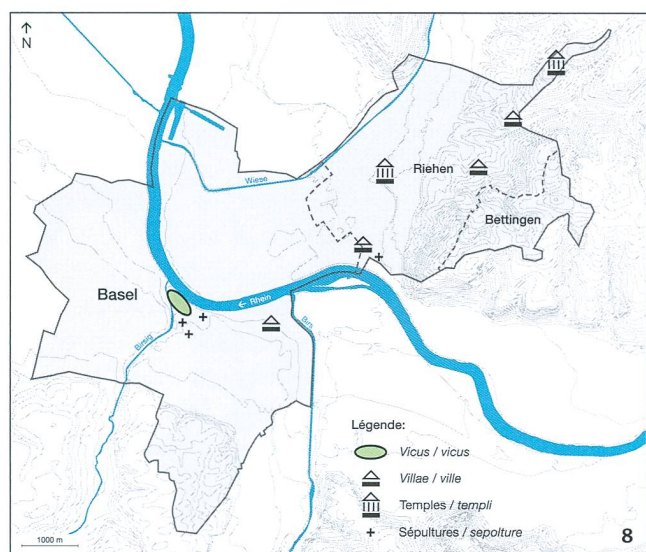 N
Wiese
Riehen
Bettingen
Basel
← Rhein
Birs
Birsig
Légende:
Vicus / vicus
Villae / ville
Temples / templi
Sépultures / sepolture
1000 m
8